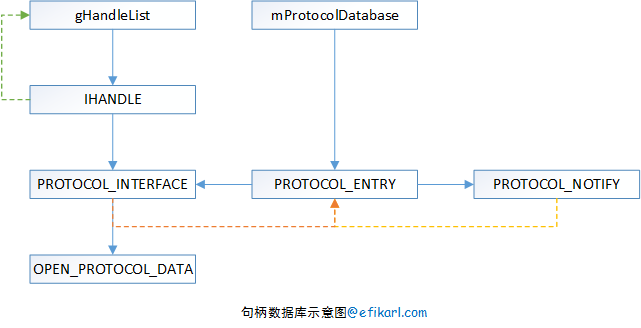 gHandleList
mProtocolDatabase
IHANDLE
PROTOCOL_INTERFACE
PROTOCOL_ENTRY
PROTOCOL_NOTIFY
OPEN_PROTOCOL_DATA
句柄数据库示意图@efikarl.com